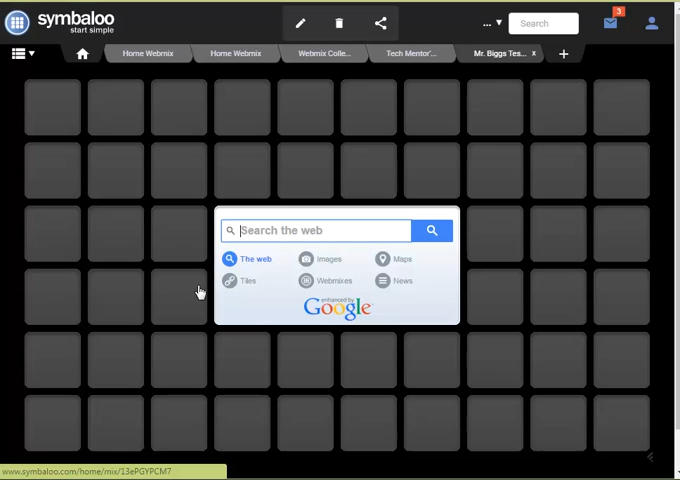 symbaloo
start simple
...
Search
3
Home Webmix
Home Webmix
Webmix Colle...
Tech Mentor'...
Mr. Biggs Tes...
x
Search the web
The web
Images
Maps
Tiles
Webmixes
News
enhanced by
Google
www.symbaloo.com/home/mix/13ePGYPCM7